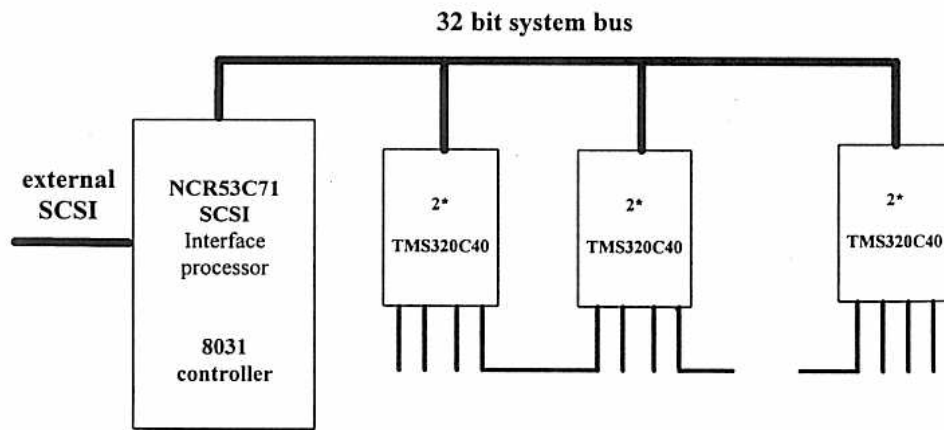 32 bit system bus
external
SCSI
NCR53C71
SCSI
Interface
processor
8031
controller
2*
TMS320C40
2*
TMS320C40
2*
TMS320C40